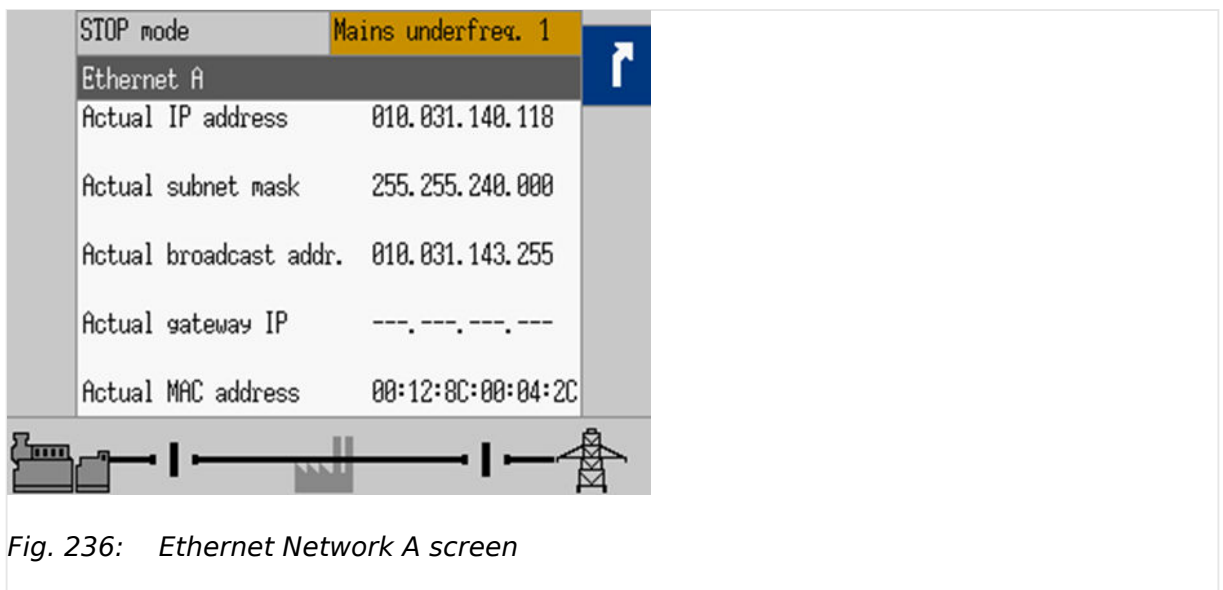 STOP mode Mains underfreq. 1
Ethernet A
Actual IP address 010.031.140.118
Actual subnet mask 255.255.240.000
Actual broadcast addr. 010.031.143.255
Actual gateway IP ---.---.---.---
Actual MAC address 00:12:8C:00:04:2C
Fig. 236: Ethernet Network A screen